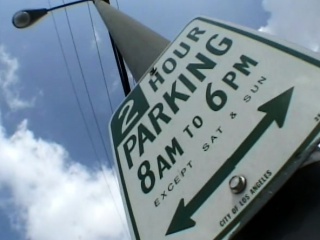 2 HOUR
PARKING
8AM TO 6PM
EXCEPT SAT & SUN
CITY OF LOS ANGELES